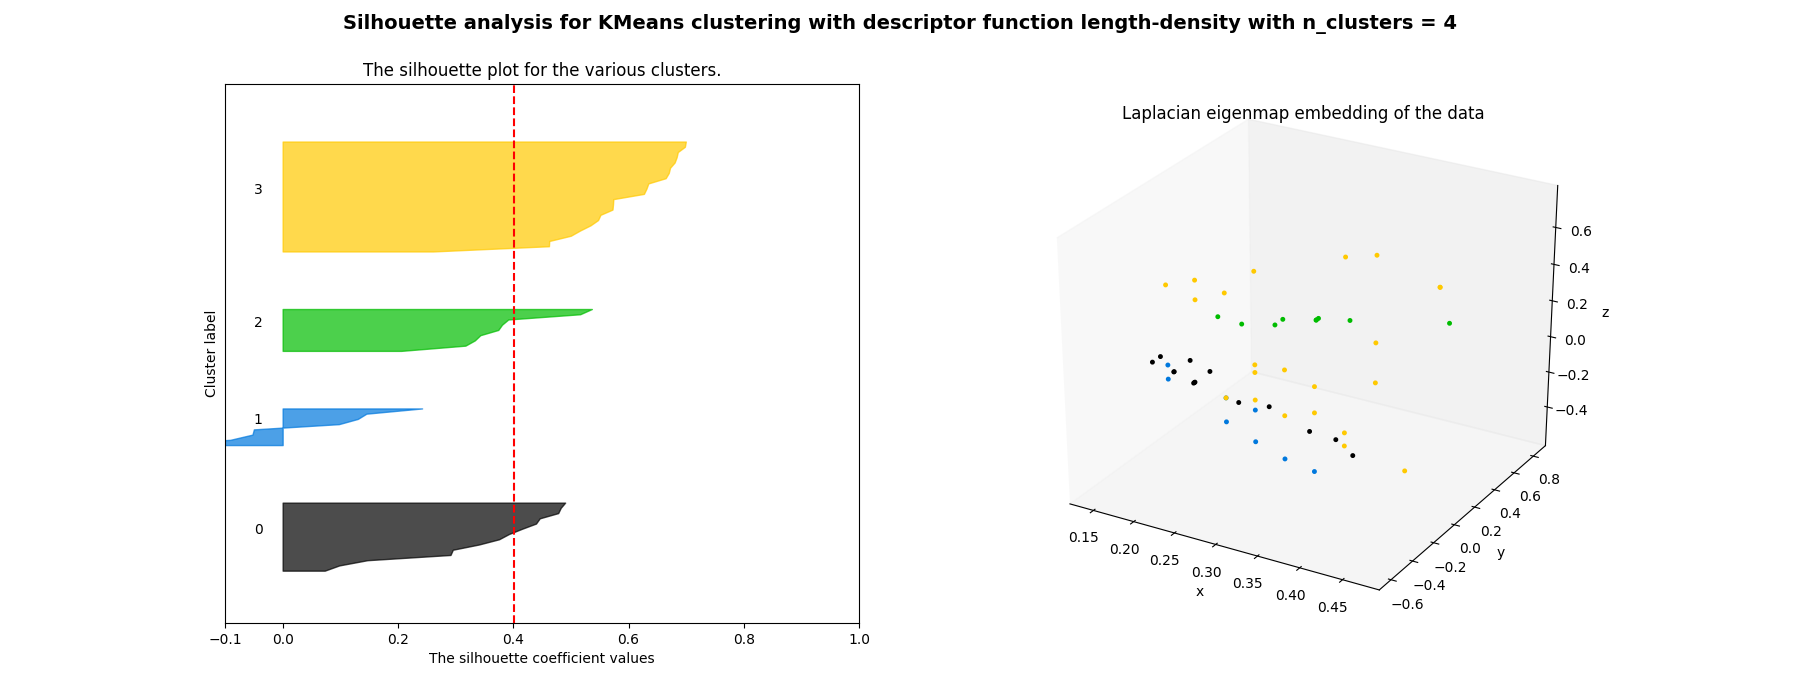 Silhouette analysis for KMeans clustering with descriptor function length-density with n_clusters = 4
The silhouette plot for the various clusters.
3
2
1
0
Cluster label
−0.1 0.0 0.2 0.4 0.6 0.8 1.0
The silhouette coefficient values
Laplacian eigenmap embedding of the data
0.6
0.4
0.2
0.0
−0.2
−0.4
z
0.8
0.6
0.4
0.2
0.0
−0.2
−0.4
−0.6
y
0.15 0.20 0.25 0.30 0.35 0.40 0.45
x